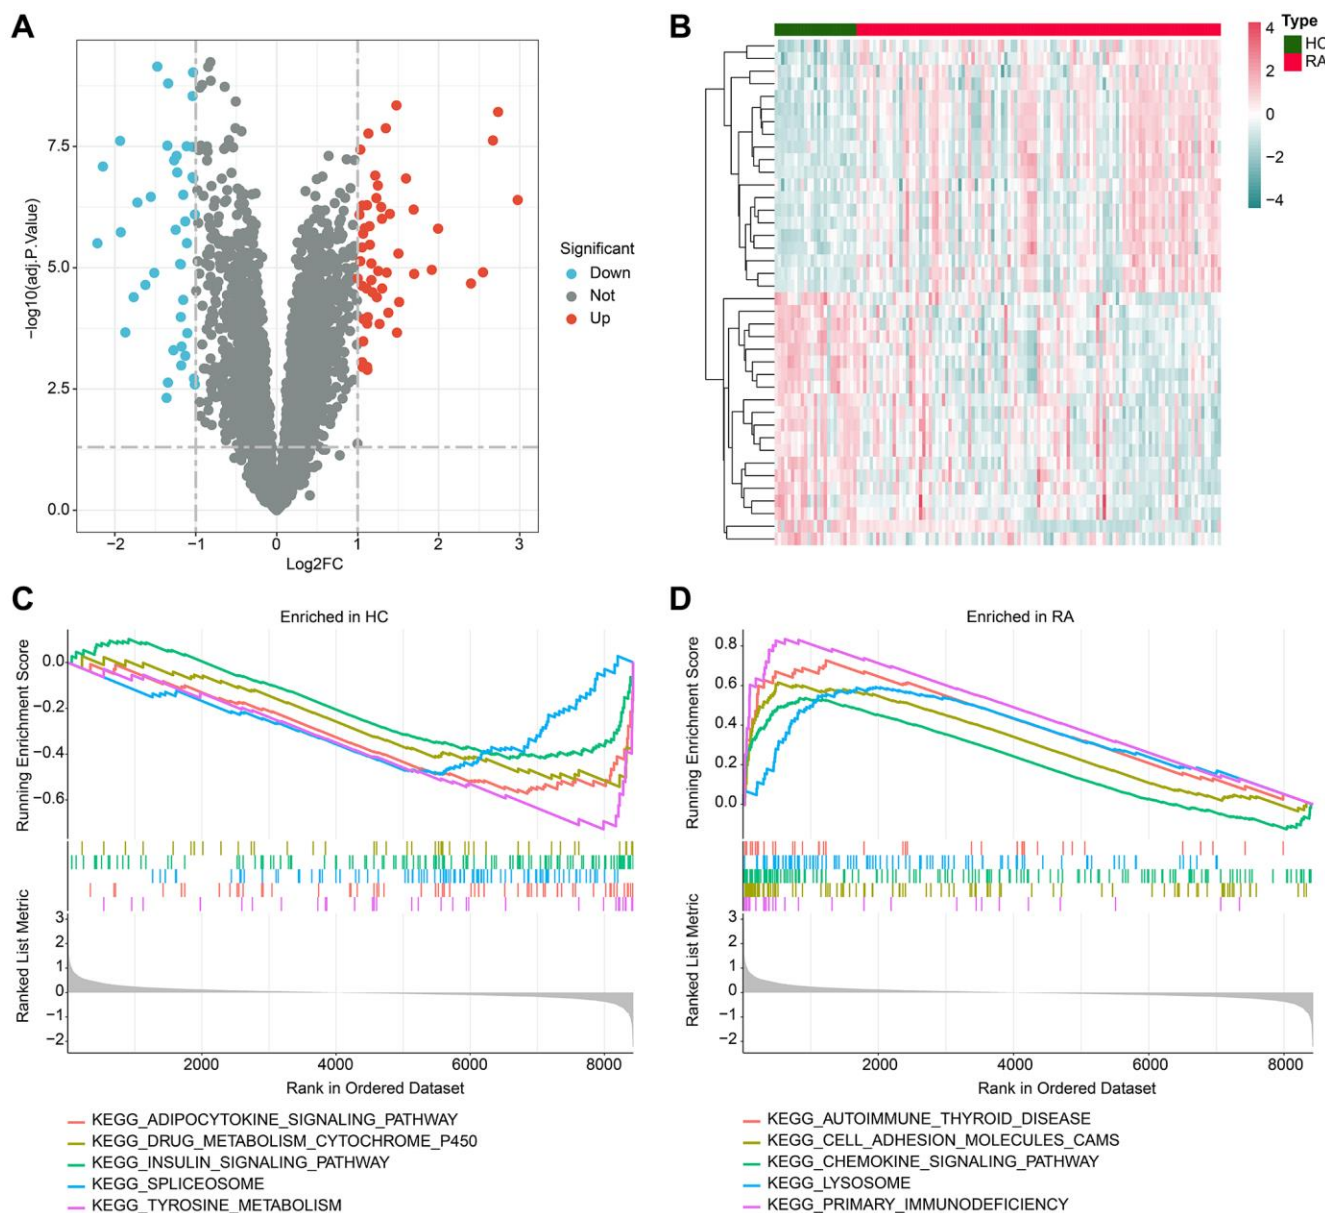 A
−log10(adj.P.Value)
7.5
5.0
2.5
0.0
−2
−1
0
1
2
3
Log2FC
Significant
Down
Not
Up
B
4
2
0
−2
−4
Type
HC
RA
C
Enriched in HC
Running Enrichment Score
0.0
−0.2
−0.4
−0.6
Ranked List Metric
3
2
1
0
−1
−2
2000
4000
6000
8000
Rank in Ordered Dataset
KEGG_ADIPOCYTOKINE_SIGNALING_PATHWAY
KEGG_DRUG_METABOLISM_CYTOCHROME_P450
KEGG_INSULIN_SIGNALING_PATHWAY
KEGG_SPLICEOSOME
KEGG_TYROSINE_METABOLISM
D
Enriched in RA
Running Enrichment Score
0.8
0.6
0.4
0.2
0.0
Ranked List Metric
3
2
1
0
−1
−2
2000
4000
6000
8000
Rank in Ordered Dataset
KEGG_AUTOIMMUNE_THYROID_DISEASE
KEGG_CELL_ADHESION_MOLECULES_CAMS
KEGG_CHEMOKINE_SIGNALING_PATHWAY
KEGG_LYSOSOME
KEGG_PRIMARY_IMMUNODEFICIENCY